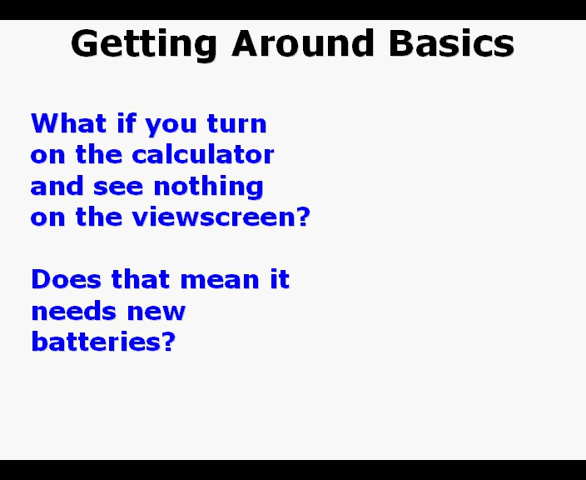 Getting Around Basics
What if you turn
on the calculator
and see nothing
on the viewscreen?
Does that mean it
needs new
batteries?